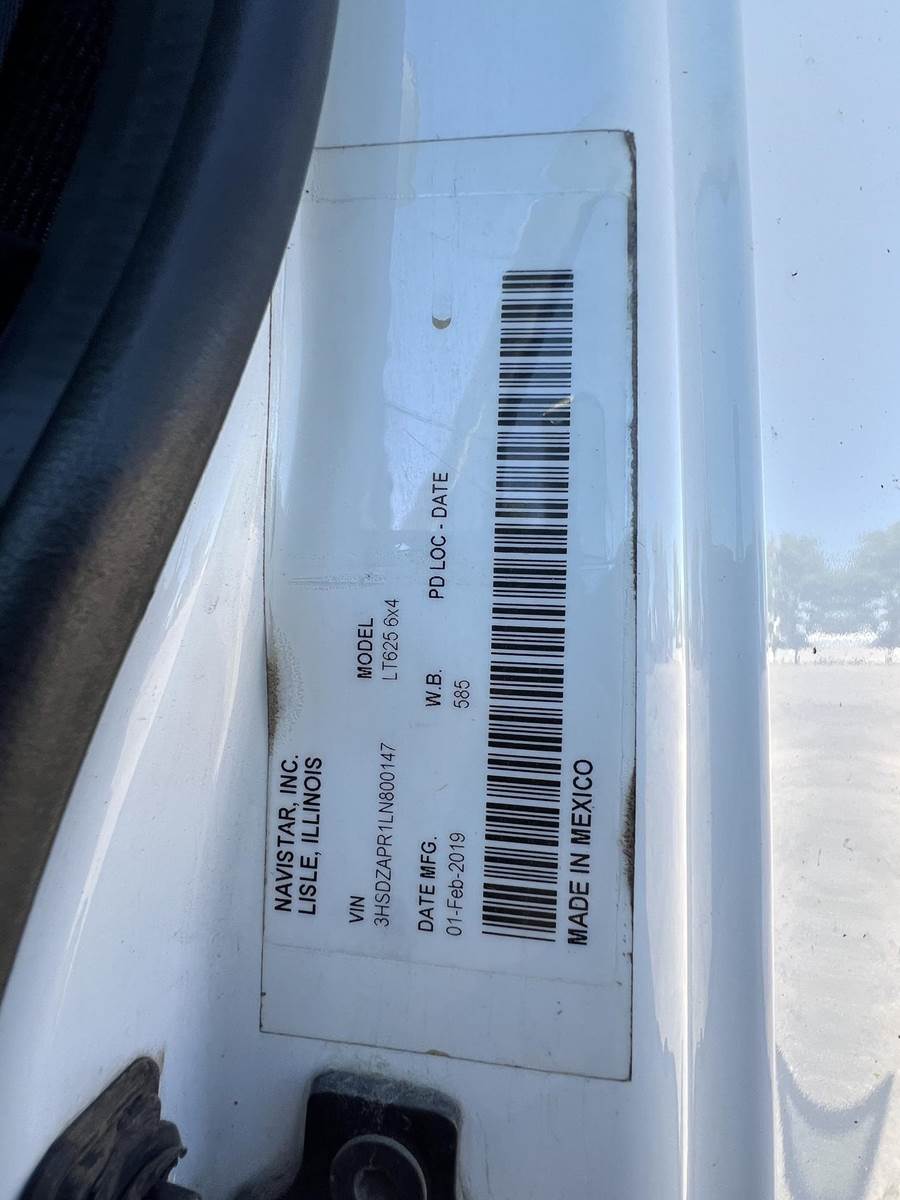 NAVISTAR, INC.
LISLE, ILLINOIS
VIN MODEL
3HSDZAPR1LN800147 LT625 6x4
DATE MFG. W.B. PD LOC - DATE
01-Feb-2019 585
MADE IN MEXICO